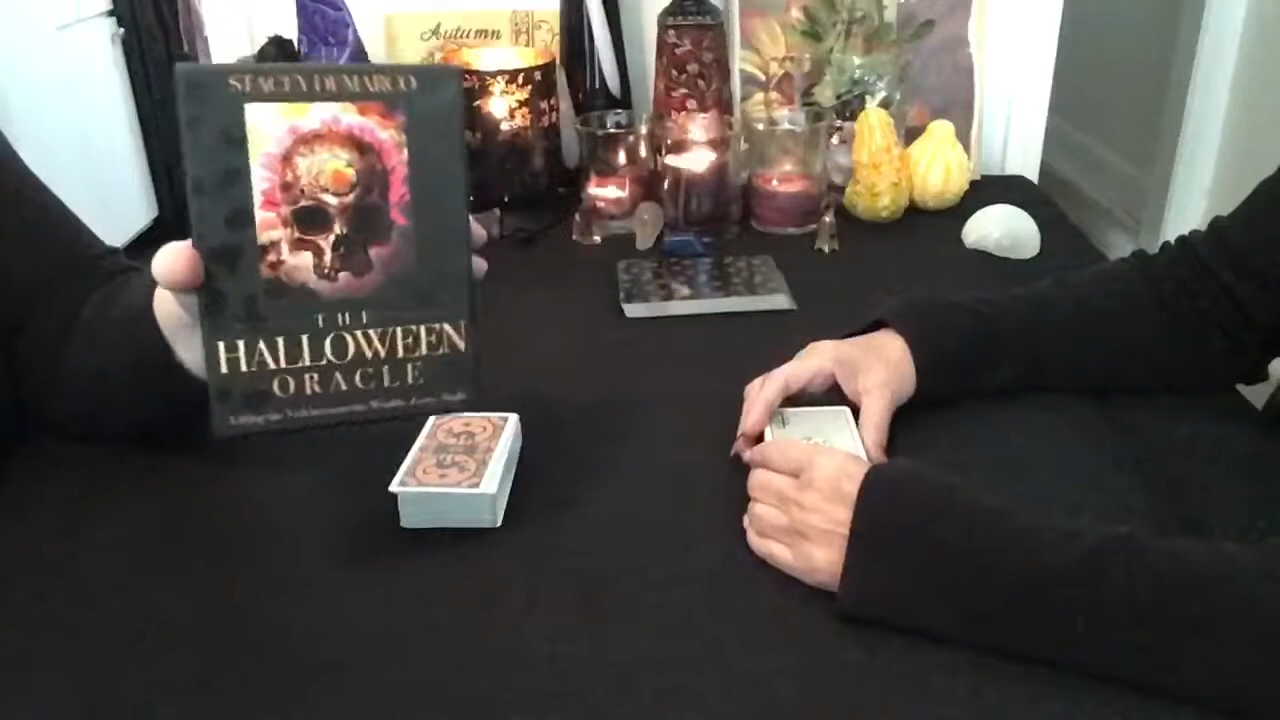 Autumn
STACEY DEMARCO
THE
HALLOWEEN
ORACLE